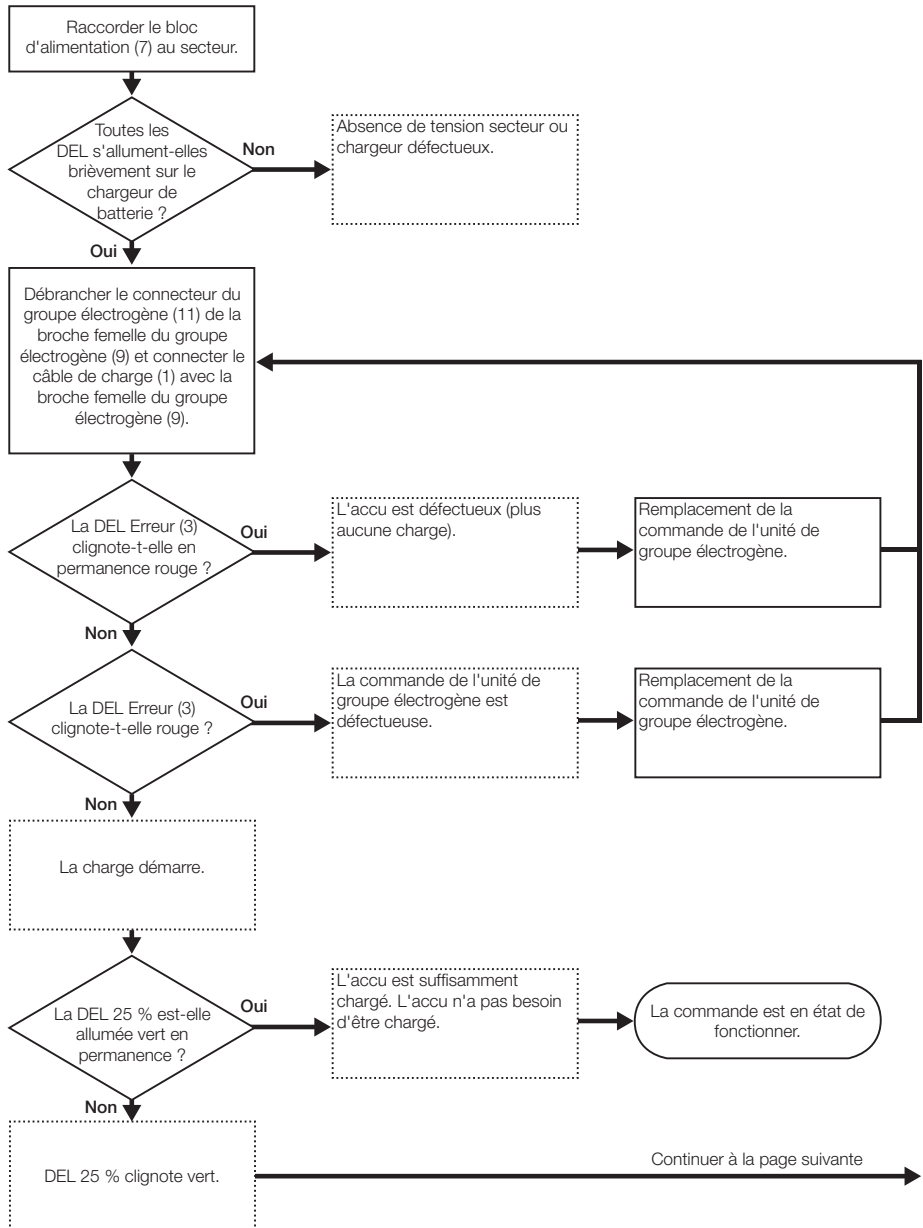 Raccorder le bloc
d'alimentation (7) au secteur.
Toutes les
DEL s'allument-elles
brièvement sur le
chargeur de
batterie ?
Non
Absence de tension secteur ou
chargeur défectueux.
Oui
Débrancher le connecteur du
groupe électrogène (11) de la
broche femelle du groupe
électrogène (9) et connecter le
câble de charge (1) avec la
broche femelle du groupe
électrogène (9).
La DEL Erreur (3)
clignote-t-elle en
permanence rouge ?
Oui
L'accu est défectueux (plus
aucune charge).
Remplacement de la
commande de l'unité de
groupe électrogène.
Non
La DEL Erreur (3)
clignote-t-elle rouge ?
Oui
La commande de l'unité de
groupe électrogène est
défectueuse.
Remplacement de la
commande de l'unité de
groupe électrogène.
Non
La charge démarre.
La DEL 25 % est-elle
allumée vert en
permanence ?
Oui
L'accu est suffisamment
chargé. L'accu n'a pas besoin
d'être chargé.
La commande est en état de
fonctionner.
Non
DEL 25 % clignote vert.
Continuer à la page suivante